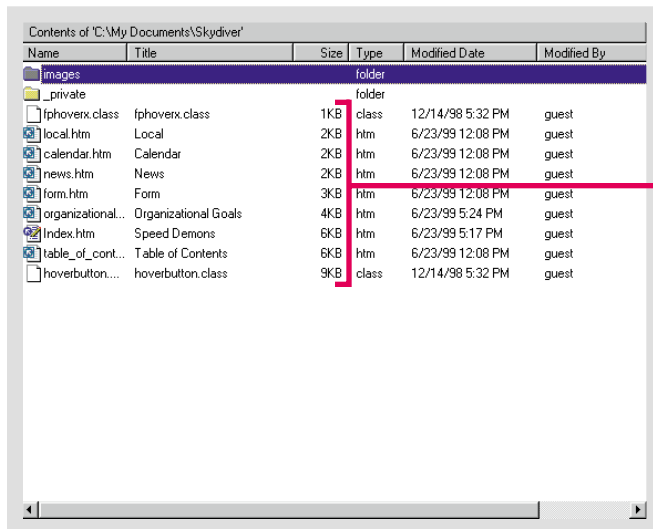 Contents of 'C:\My Documents\Skydiver'
Name Title Size Type Modified Date Modified By
images folder
_private folder
fphoverx.class fphoverx.class 1KB class 12/14/98 5:32 PM guest
local.htm Local 2KB htm 6/23/99 12:08 PM guest
calendar.htm Calendar 2KB htm 6/23/99 12:08 PM guest
news.htm News 2KB htm 6/23/99 12:08 PM guest
form.htm Form 3KB htm 6/23/99 12:08 PM guest
organizational... Organizational Goals 4KB htm 6/23/99 5:24 PM guest
Index.htm Speed Demons 6KB htm 6/23/99 5:17 PM guest
table_of_cont... Table of Contents 6KB htm 6/23/99 12:08 PM guest
hoverbutton.... hoverbutton.class 9KB class 12/14/98 5:32 PM guest